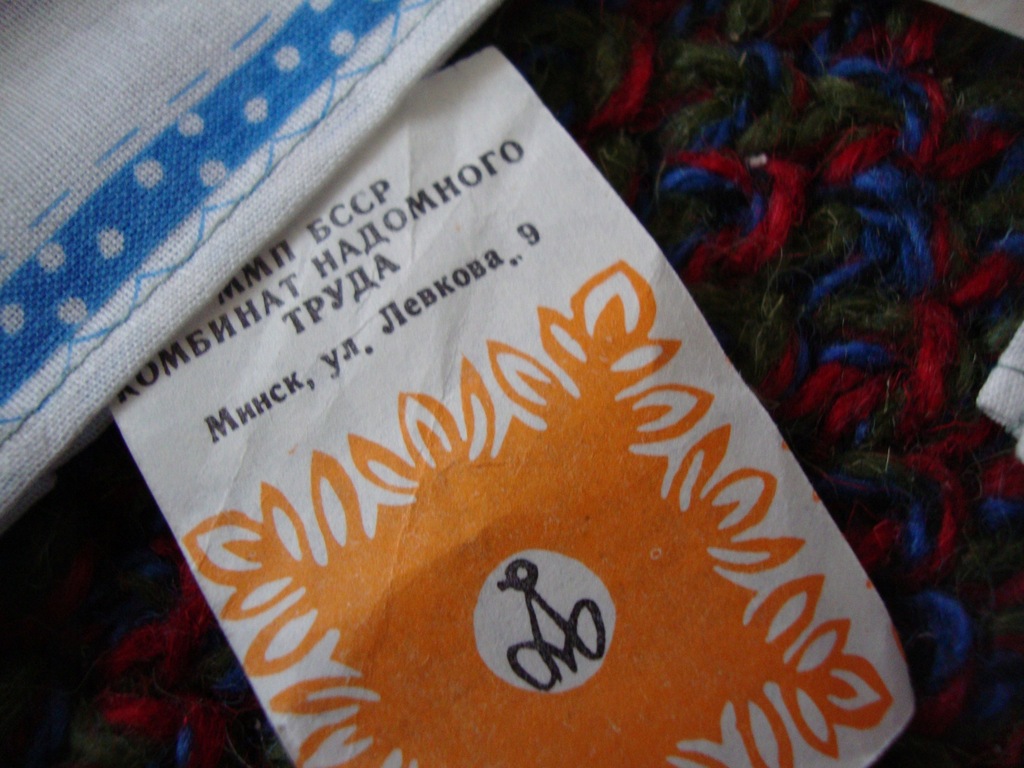 ММП БССР
КОМБИНАТ НАДОМНОГО
ТРУДА
Минск, ул. Левкова, 9